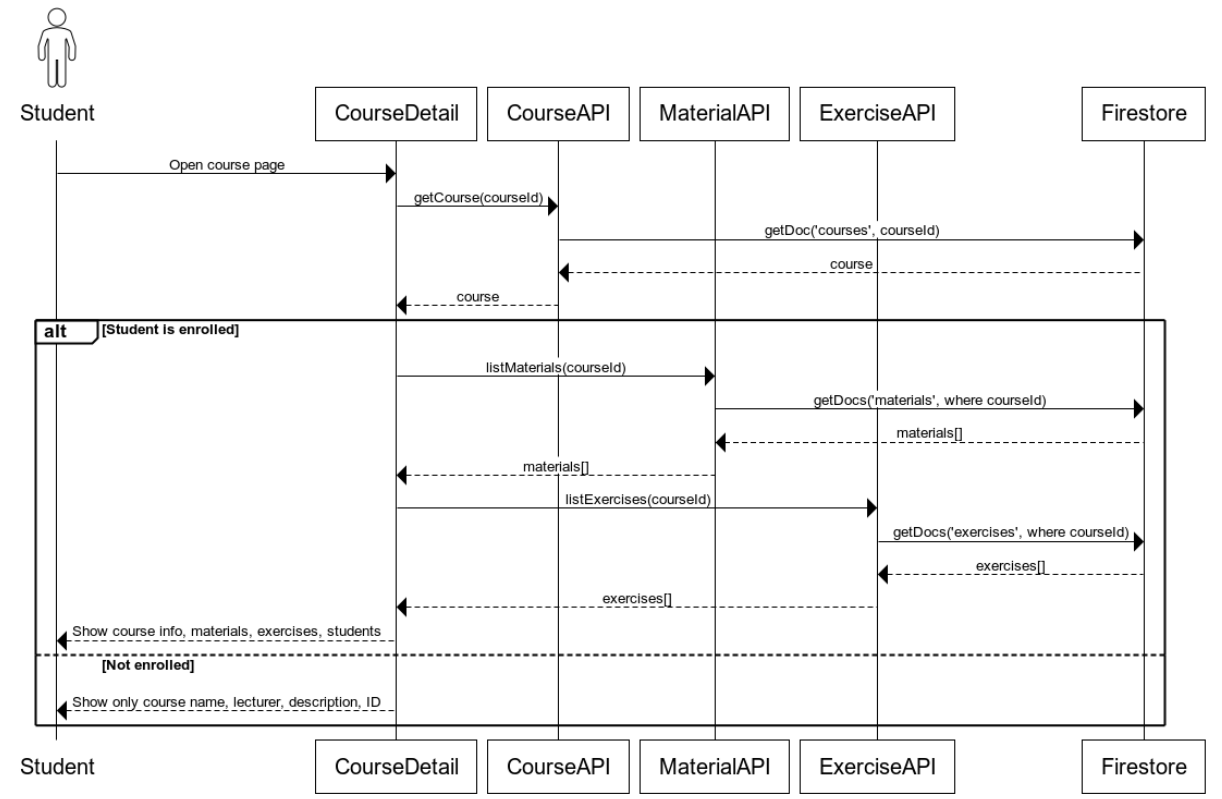 Student
CourseDetail
CourseAPI
MaterialAPI
ExerciseAPI
Firestore
Open course page
getCourse(courseId)
getDoc('courses', courseId)
course
course
alt [Student is enrolled]
listMaterials(courseId)
getDocs('materials', where courseId)
materials[]
materials[]
listExercises(courseId)
getDocs('exercises', where courseId)
exercises[]
exercises[]
Show course info, materials, exercises, students
[Not enrolled]
Show only course name, lecturer, description, ID
Student
CourseDetail
CourseAPI
MaterialAPI
ExerciseAPI
Firestore